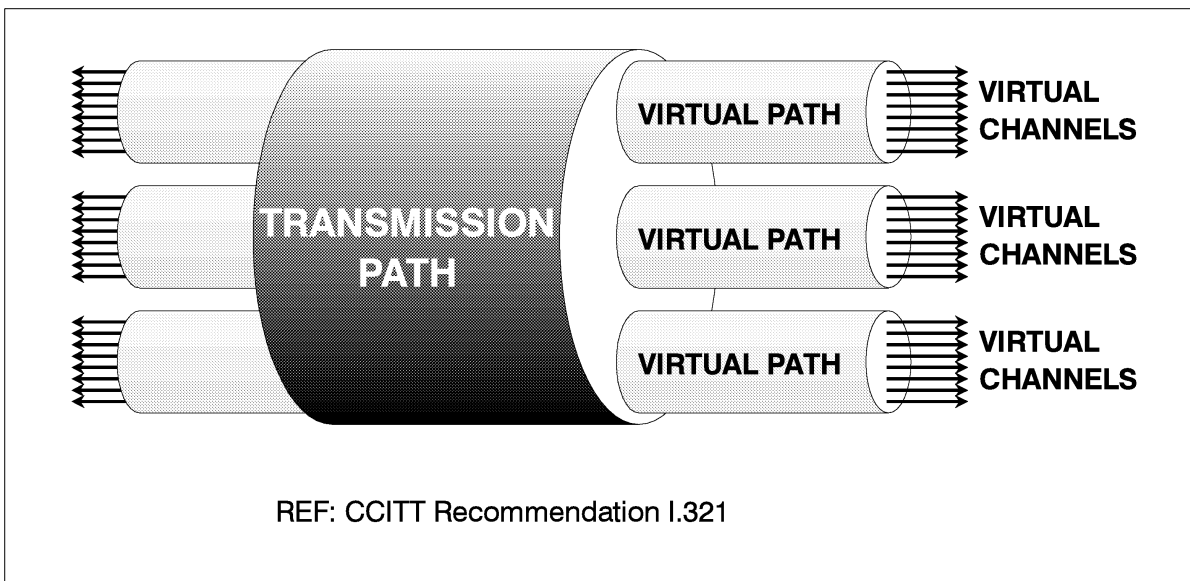 VIRTUAL PATH
VIRTUAL
CHANNELS
TRANSMISSION
PATH
VIRTUAL PATH
VIRTUAL
CHANNELS
VIRTUAL PATH
VIRTUAL
CHANNELS
REF: CCITT Recommendation I.321